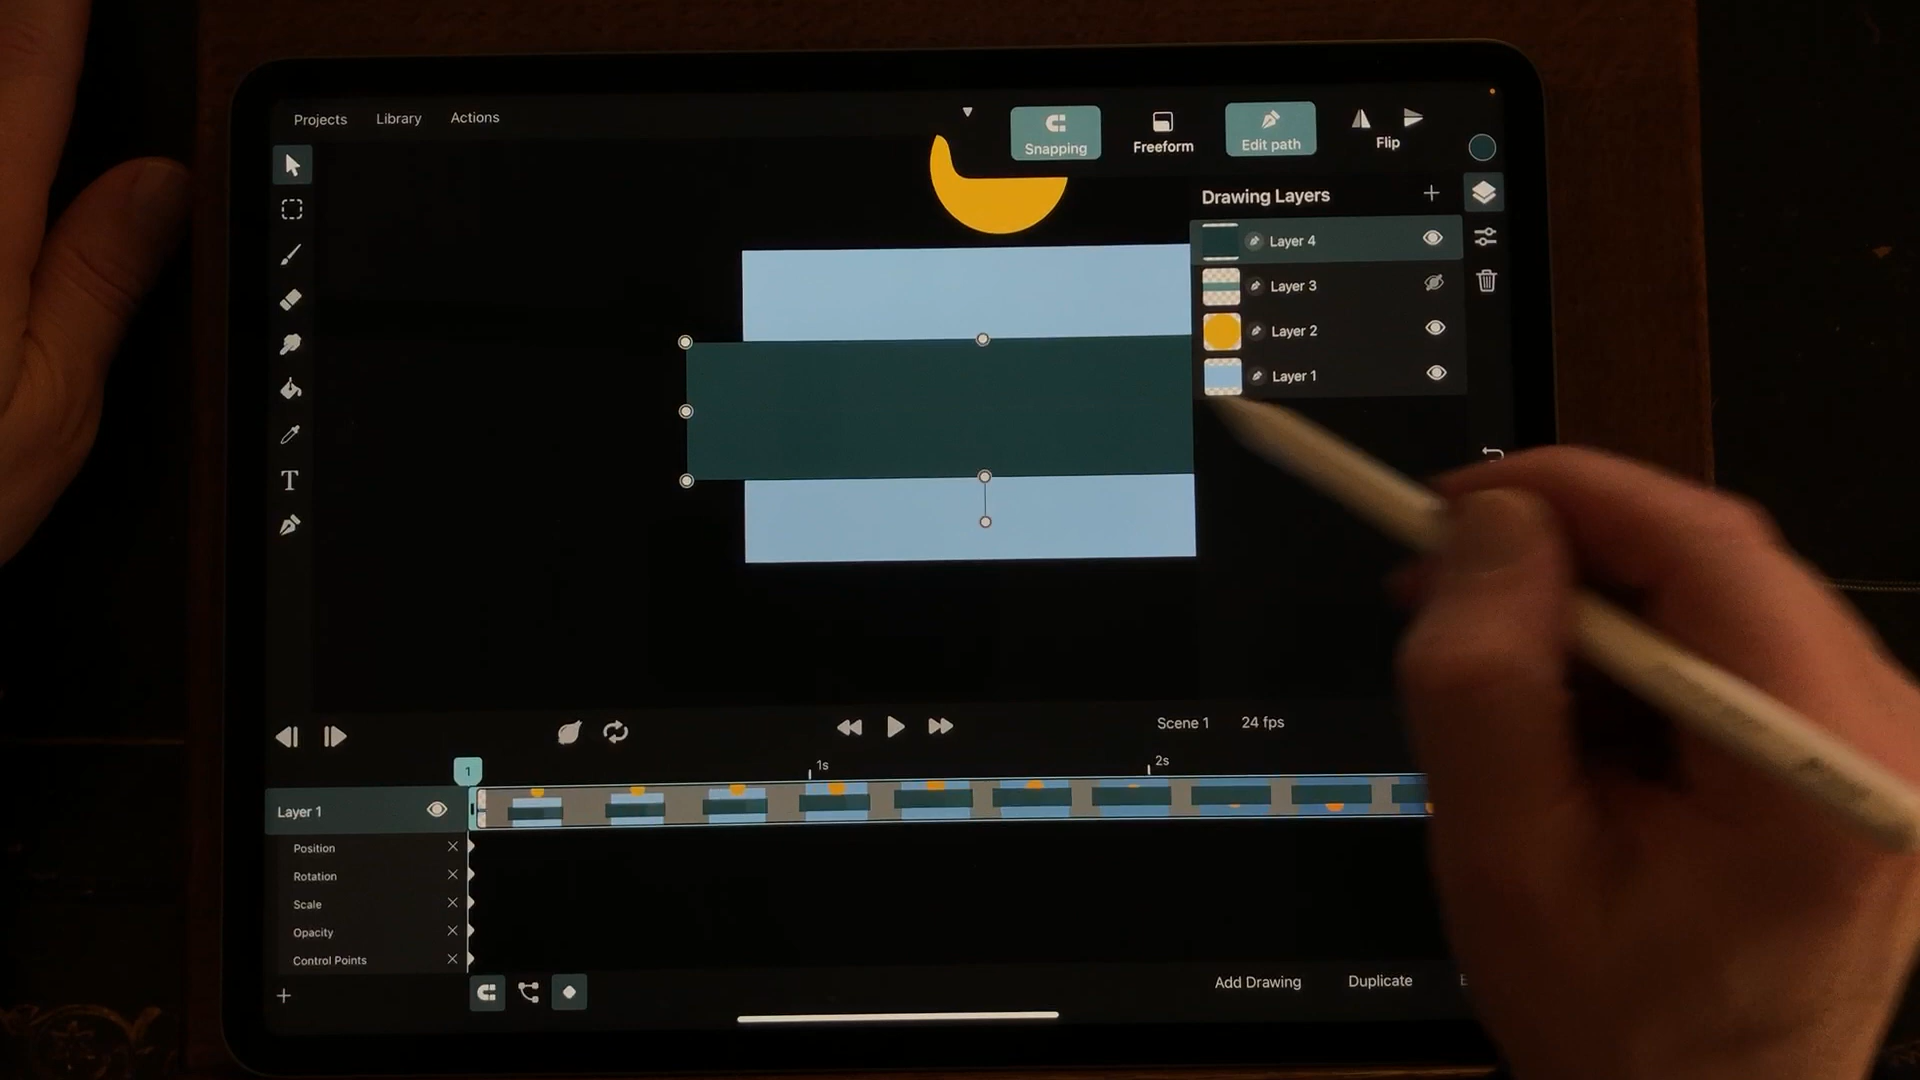 Projects Library Actions
Snapping Freeform Edit path Flip
Drawing Layers
Layer 4
Layer 3
Layer 2
Layer 1
T
Scene 1 24 fps
1 1s 2s
Layer 1
Position
Rotation
Scale
Opacity
Control Points
Add Drawing Duplicate